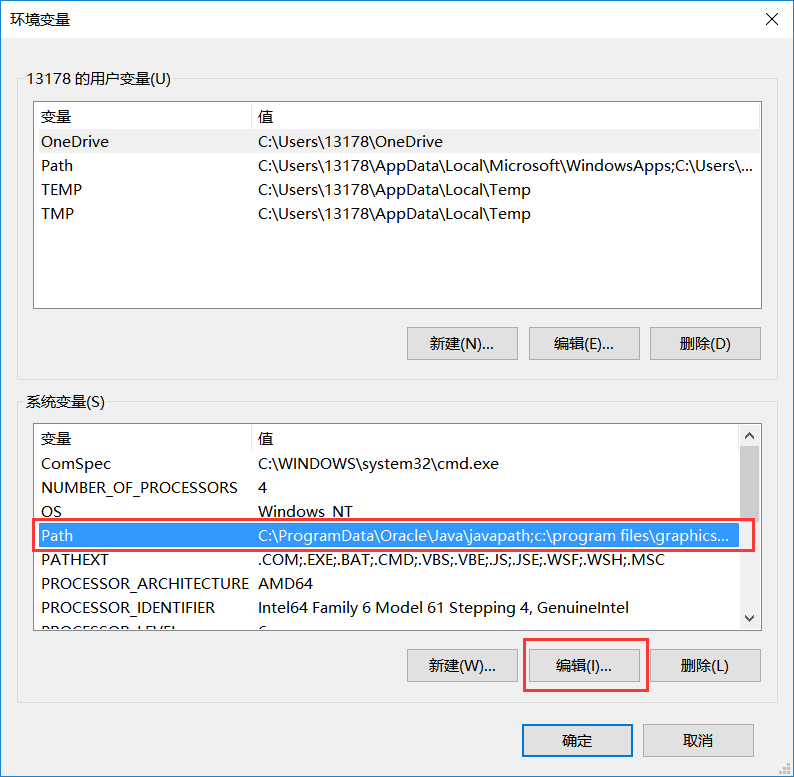 环境变量
13178 的用户变量(U)
变量 值
OneDrive C:\Users\13178\OneDrive
Path C:\Users\13178\AppData\Local\Microsoft\WindowsApps;C:\Users\...
TEMP C:\Users\13178\AppData\Local\Temp
TMP C:\Users\13178\AppData\Local\Temp
新建(N)... 编辑(E)... 删除(D)
系统变量(S)
变量 值
ComSpec C:\WINDOWS\system32\cmd.exe
NUMBER_OF_PROCESSORS 4
OS Windows_NT
Path C:\ProgramData\Oracle\Java\javapath;c:\program files\graphics...
PATHEXT .COM;.EXE;.BAT;.CMD;.VBS;.VBE;.JS;.JSE;.WSF;.WSH;.MSC
PROCESSOR_ARCHITECTURE AMD64
PROCESSOR_IDENTIFIER Intel64 Family 6 Model 61 Stepping 4, GenuineIntel
PROCESSOR_LEVEL 6
新建(W)... 编辑(I)... 删除(L)
确定 取消